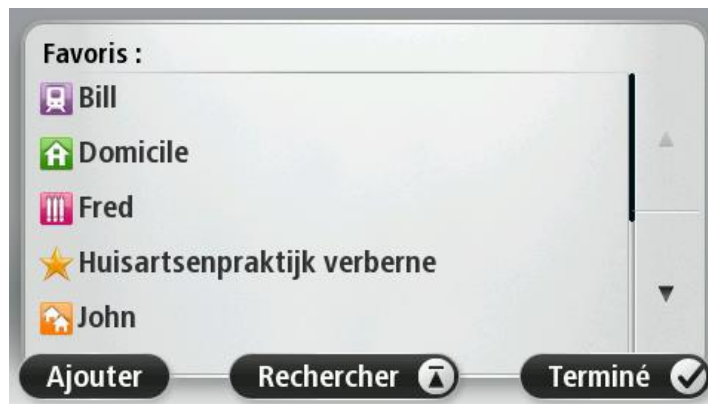 Favoris :
Bill
Domicile
Fred
Huisartsenpraktijk verberne
John
Ajouter
Rechercher
Terminé